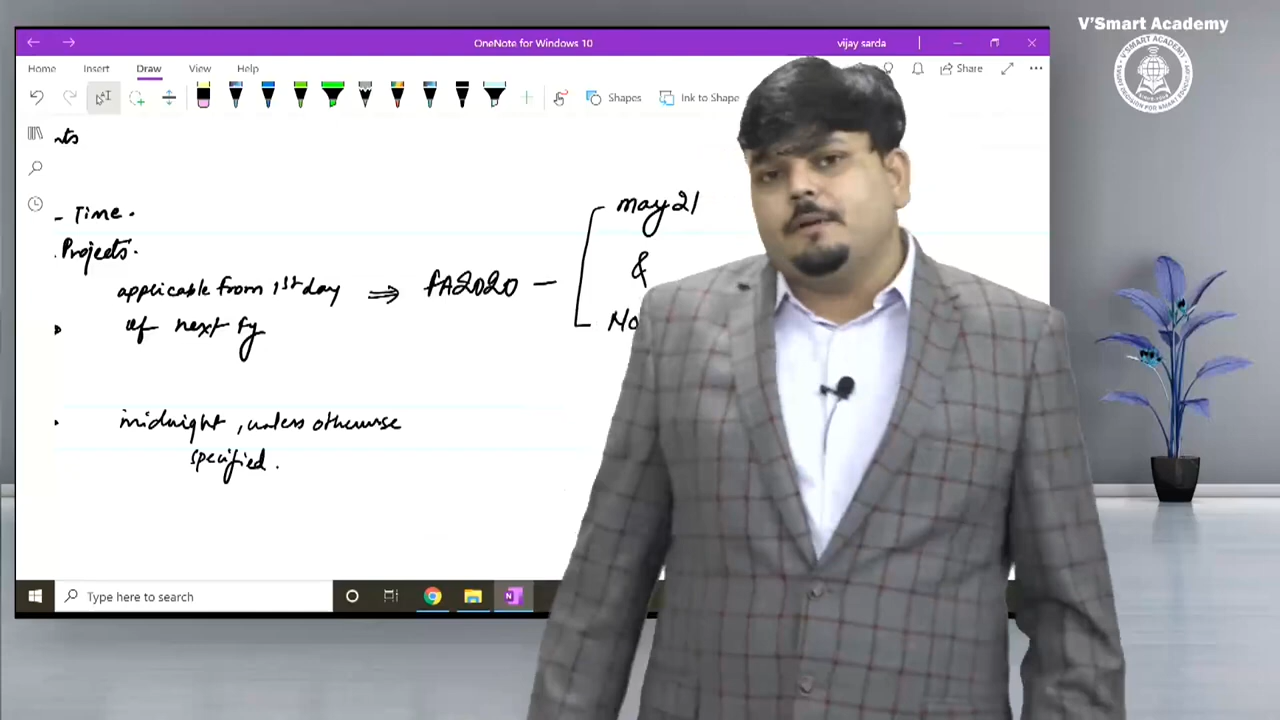 V'Smart Academy
OneNote for Windows 10
vijay sarda
Home Insert Draw View Help
Share
Shapes
Ink to Shape
nts
- Time.
Projects.
applicable from 1st day
of next fy
⇒ fA2020 -
may 21
&
No
midnight, unless otherwise
specified.
Type here to search